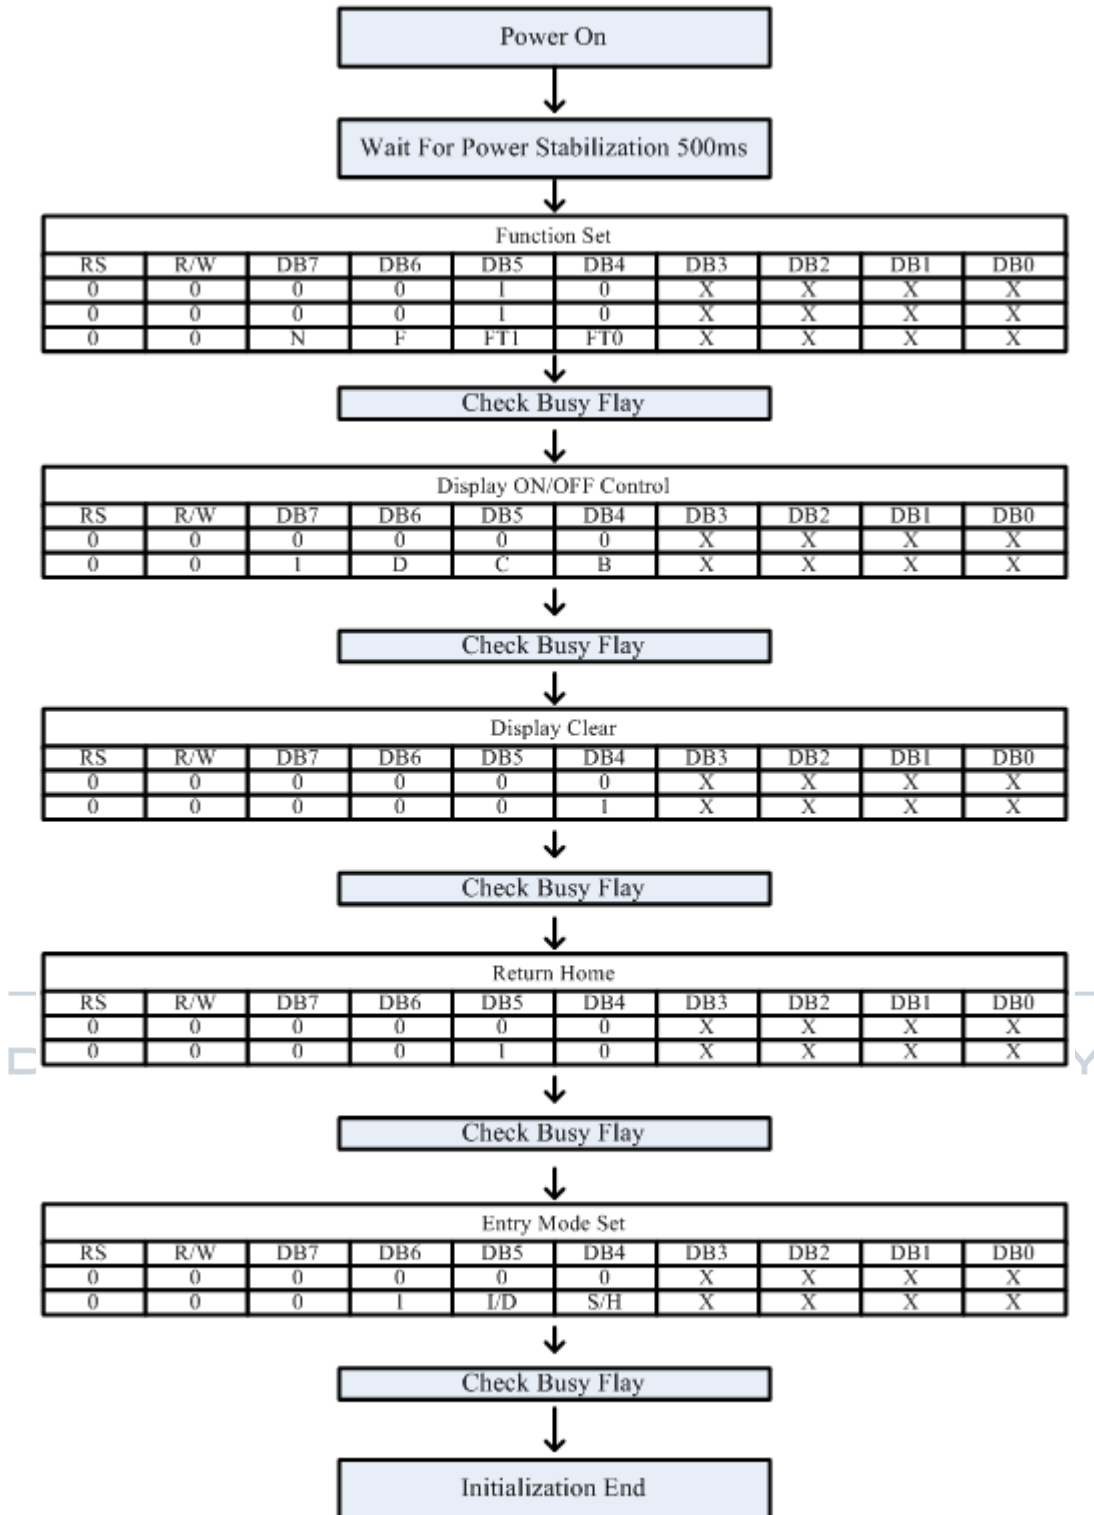 Power On
Wait For Power Stabilization 500ms
Function Set
RS R/W DB7 DB6 DB5 DB4 DB3 DB2 DB1 DB0
0 0 0 0 1 0 X X X X
0 0 0 0 1 0 X X X X
0 0 N F FT1 FT0 X X X X
Check Busy Flay
Display ON/OFF Control
RS R/W DB7 DB6 DB5 DB4 DB3 DB2 DB1 DB0
0 0 0 0 0 0 X X X X
0 0 1 D C B X X X X
Check Busy Flay
Display Clear
RS R/W DB7 DB6 DB5 DB4 DB3 DB2 DB1 DB0
0 0 0 0 0 0 X X X X
0 0 0 0 0 1 X X X X
Check Busy Flay
Return Home
RS R/W DB7 DB6 DB5 DB4 DB3 DB2 DB1 DB0
0 0 0 0 0 0 X X X X
0 0 0 0 1 0 X X X X
Check Busy Flay
Entry Mode Set
RS R/W DB7 DB6 DB5 DB4 DB3 DB2 DB1 DB0
0 0 0 0 0 0 X X X X
0 0 0 1 I/D S/H X X X X
Check Busy Flay
Initialization End